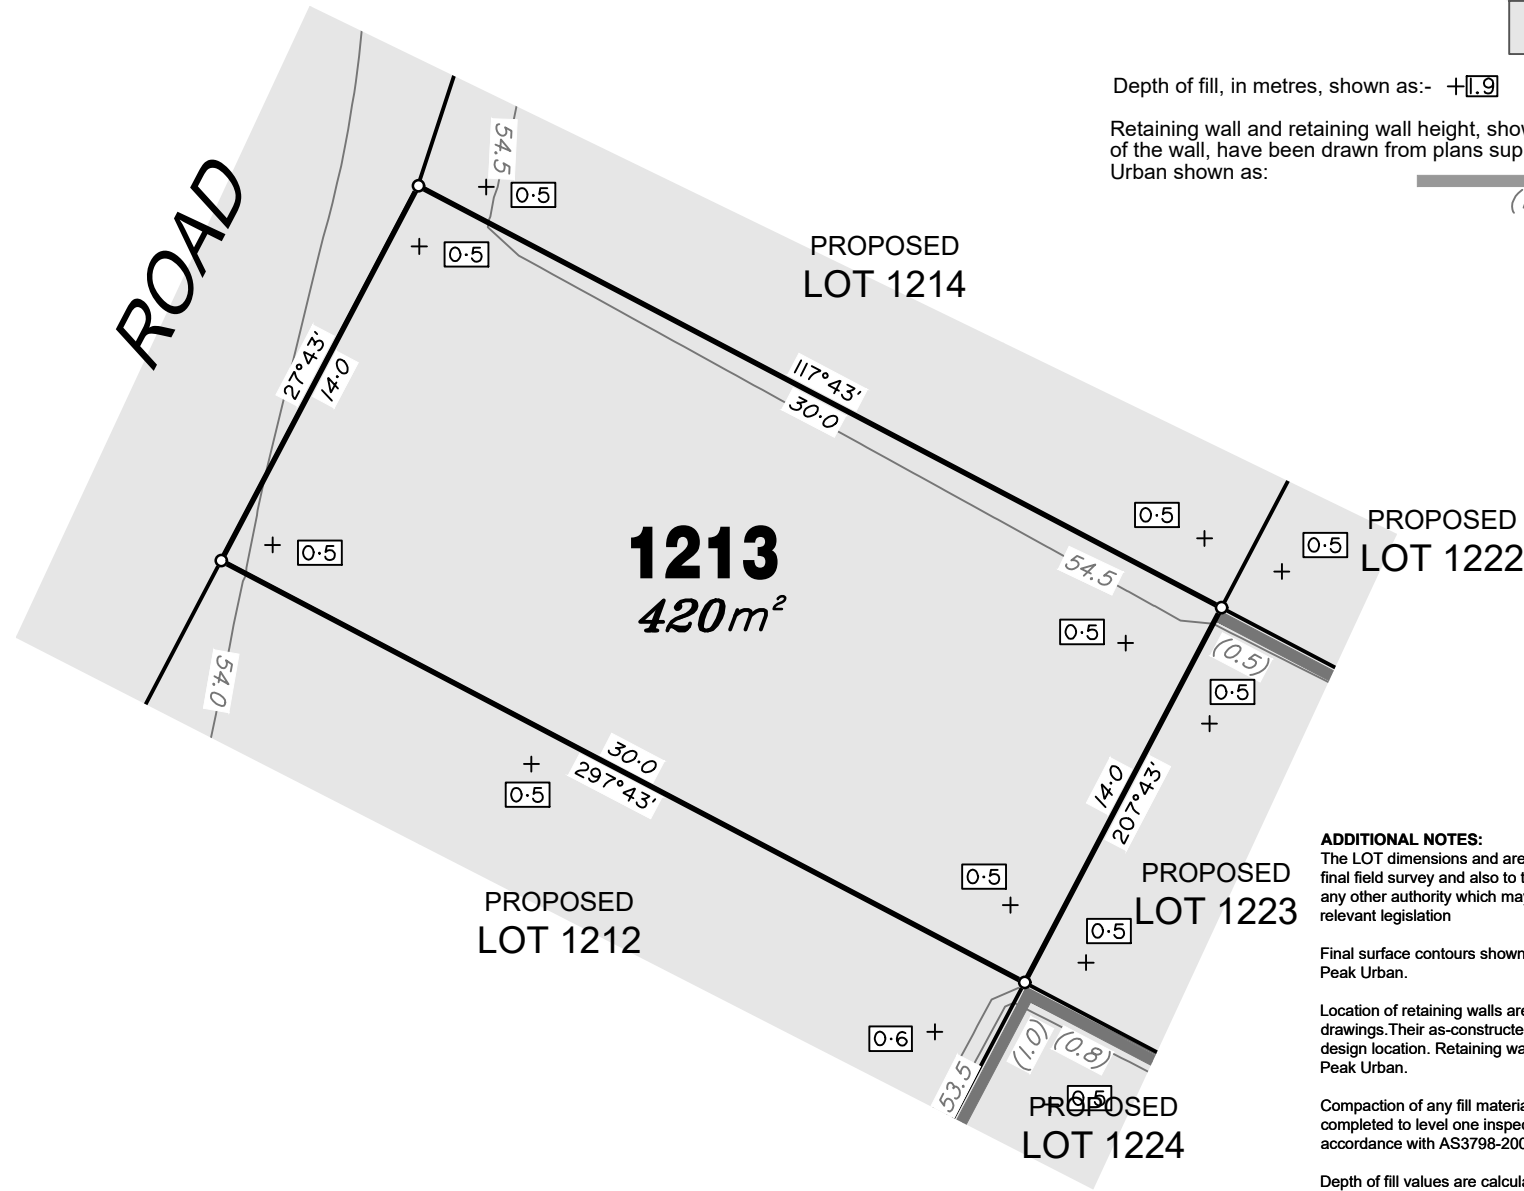 Depth of fill, in metres, shown as:- 1.9
Retaining wall and retaining wall height, show
of the wall, have been drawn from plans sup
Urban shown as:
ROAD
54.5
0·5
0·5
PROPOSED
LOT 1214
27°43'
14·0
117°43'
30·0
0·5
54.5
0·5
PROPOSED
LOT 1222
0·5
1213
420m²
0·5
(0.5)
0·5
54.0
30·0
297°43'
0·5
14·0
207°43'
PROPOSED
LOT 1212
0·5
PROPOSED
LOT 1223
0·5
0·6
(1.0)
(0.8)
53.5
0·5
PROPOSED
LOT 1224
ADDITIONAL NOTES:
The LOT dimensions and are
final field survey and also to t
any other authority which may
relevant legislation
Final surface contours shown
Peak Urban.
Location of retaining walls are
drawings.Their as-constructe
design location. Retaining wa
Peak Urban.
Compaction of any fill materia
completed to level one inspec
accordance with AS3798-200
Depth of fill values are calcula